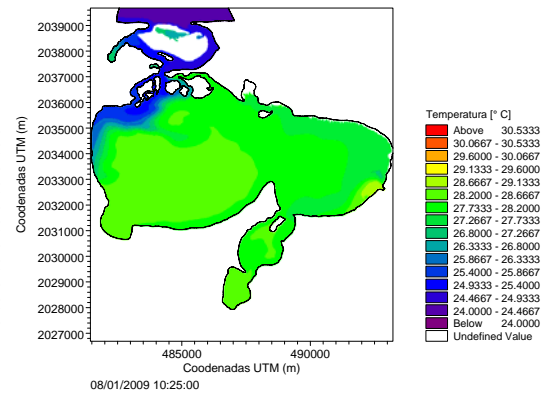 2039000
2038000
2037000
2036000
2035000
2034000
2033000
2032000
2031000
2030000
2029000
2028000
2027000
Coodenadas UTM (m)
485000 490000
Coodenadas UTM (m)
08/01/2009 10:25:00
Temperatura [° C]
Above 30.5333
30.0667 - 30.5333
29.6000 - 30.0667
29.1333 - 29.6000
28.6667 - 29.1333
28.2000 - 28.6667
27.7333 - 28.2000
27.2667 - 27.7333
26.8000 - 27.2667
26.3333 - 26.8000
25.8667 - 26.3333
25.4000 - 25.8667
24.9333 - 25.4000
24.4667 - 24.9333
24.0000 - 24.4667
Below 24.0000
Undefined Value